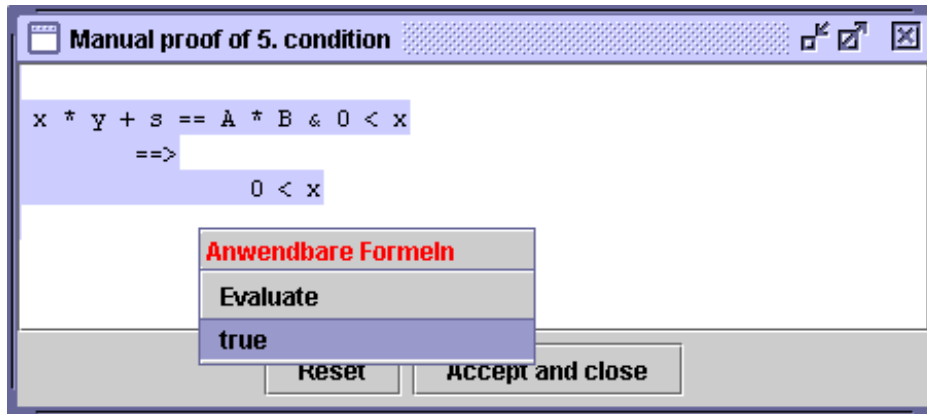 Manual proof of 5. condition
x * y + s == A * B & 0 < x
==>
0 < x
Anwendbare Formeln
Evaluate
true
Reset Accept and close